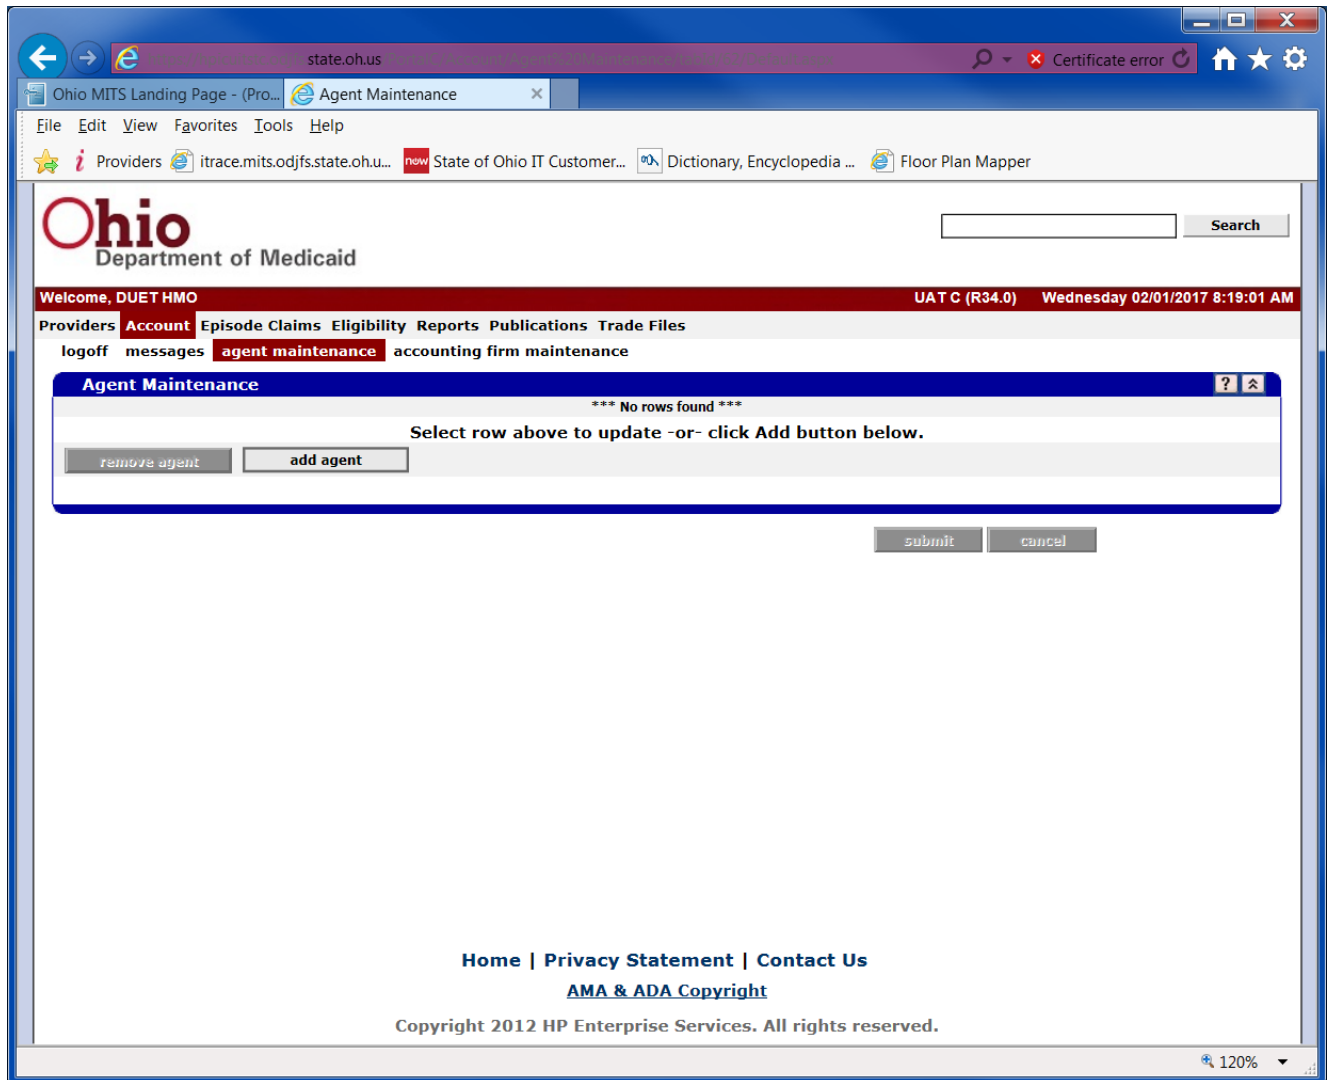 state.oh.us
Certificate error
Ohio MITS Landing Page - (Pro...
Agent Maintenance
File Edit View Favorites Tools Help
Providers
itrace.mits.odjfs.state.oh.u...
now State of Ohio IT Customer...
Dictionary, Encyclopedia ...
Floor Plan Mapper
Ohio
Department of Medicaid
Search
Welcome, DUET HMO
UAT C (R34.0) Wednesday 02/01/2017 8:19:01 AM
Providers Account Episode Claims Eligibility Reports Publications Trade Files
logoff messages agent maintenance accounting firm maintenance
Agent Maintenance
?
*** No rows found ***
Select row above to update -or- click Add button below.
remove agent
add agent
submit
cancel
Home | Privacy Statement | Contact Us
AMA & ADA Copyright
Copyright 2012 HP Enterprise Services. All rights reserved.
120%